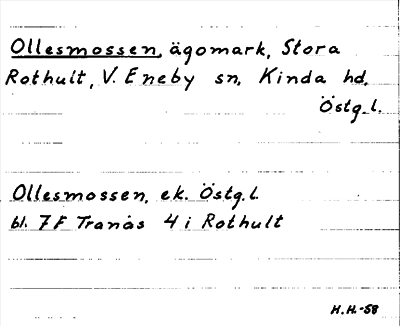 Ollesmossen, ägomark, Stora
Rothult, V. Eneby sn, Kinda hd,
Östg.l.
Ollesmossen, ek. Östg.l.
bl. 7F Tranås 4 i Rothult
H.H.-58